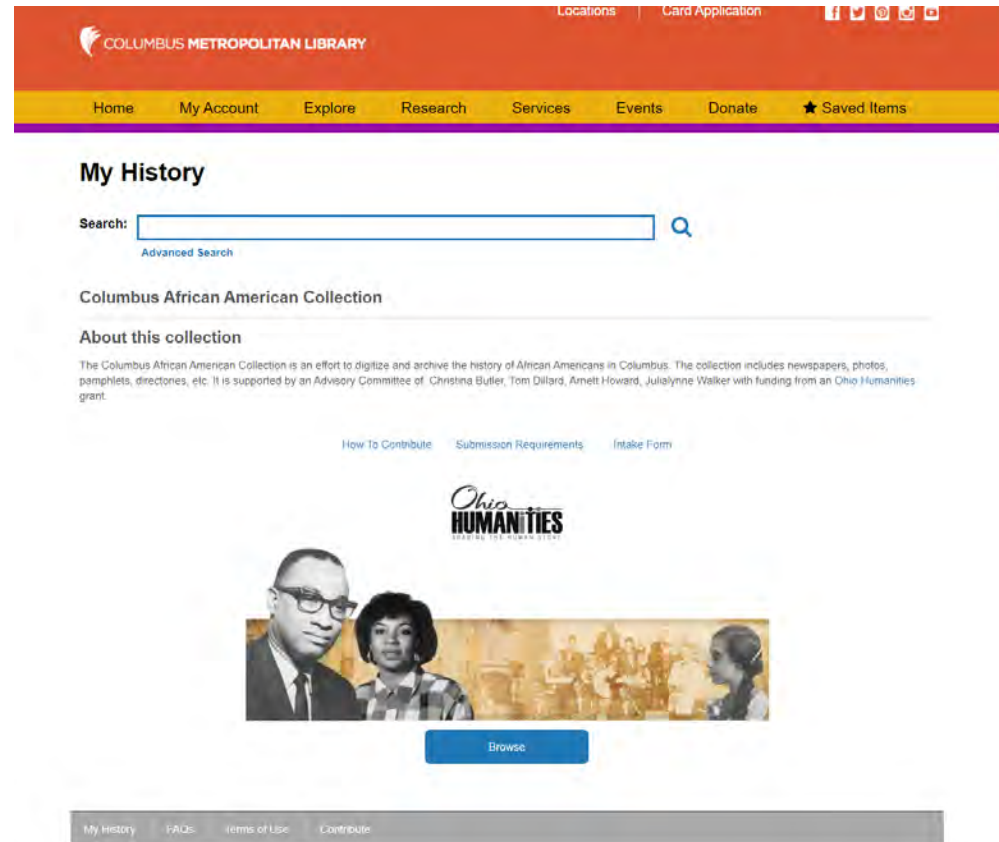 Locations Card Application
COLUMBUS METROPOLITAN LIBRARY
Home My Account Explore Research Services Events Donate Saved Items
My History
Search:
Advanced Search
Columbus African American Collection
About this collection
The Columbus African American Collection is an effort to digitize and archive the history of African Americans in Columbus. The collection includes newspapers, photos,
pamphlets, directories, etc. It is supported by an Advisory Committee of Christina Butler, Tom Dillard, Arnett Howard, Julialynne Walker with funding from an Ohio Humanities
grant.
How To Contribute Submission Requirements Intake Form
Ohio
HUMANiTIES
SHARING THE HUMAN STORY
Browse
My History FAQs Terms of Use Contribute